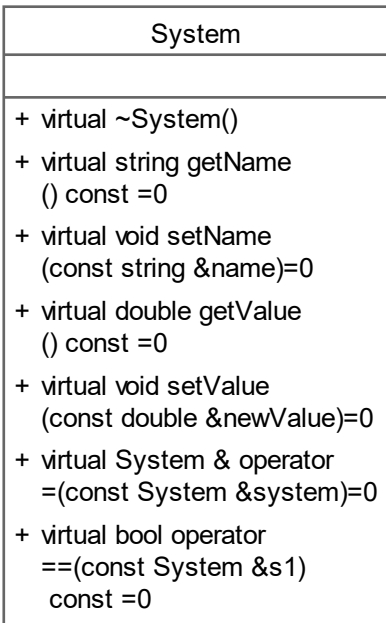 System
+ virtual ~System()
+ virtual string getName
() const =0
+ virtual void setName
(const string &name)=0
+ virtual double getValue
() const =0
+ virtual void setValue
(const double &newValue)=0
+ virtual System & operator
=(const System &system)=0
+ virtual bool operator
==(const System &s1)
const =0